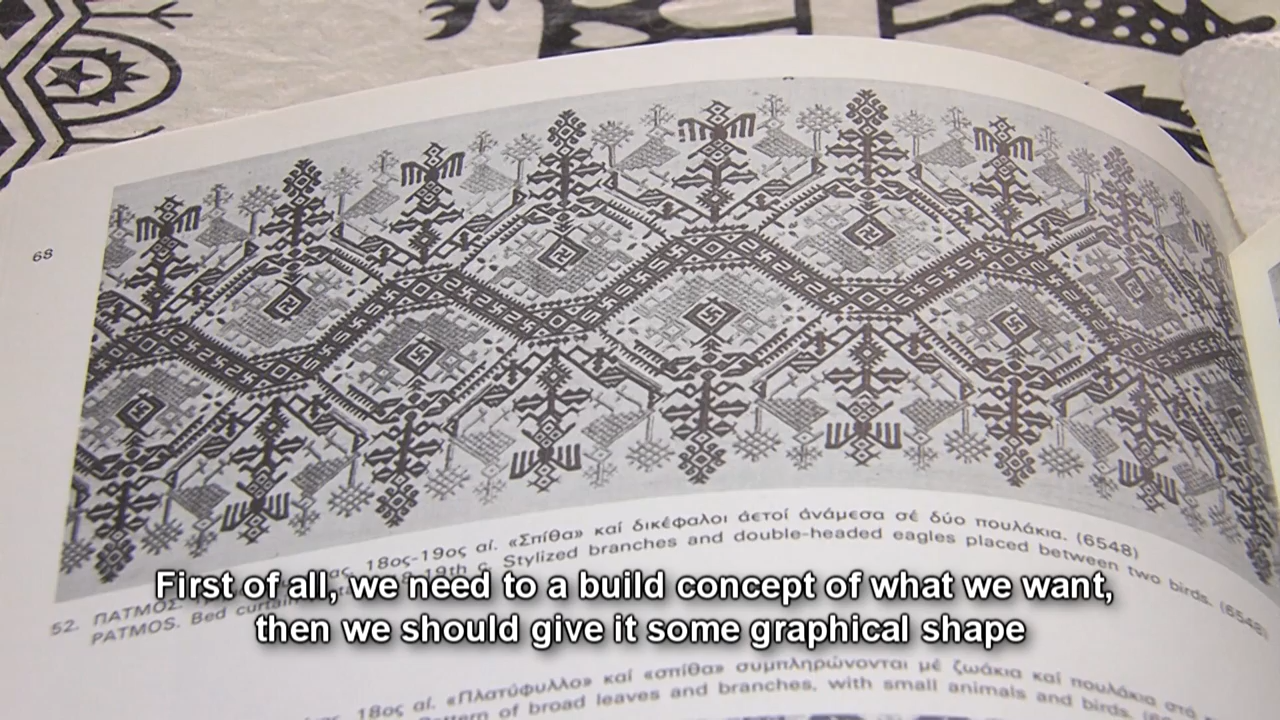 68
52. ΠΑΤΜΟΣ. 18ος-19ος αἰ. «Σπίθα» καί δικέφαλοι ἀετοί ἀνάμεσα σέ δύο πουλάκια. (6548)
PATMOS. Bed 19th c. Stylized branches and double-headed eagles placed between two birds. (6548)
First of all, we need to a build concept of what we want,
then we should give it some graphical shape
18ος αἰ. «Πλατύφυλλο» καί «σπίθα» συμπληρώνονται μέ ζωάκια καί πουλάκια στό
of broad leaves and branches, with small animals and birds.